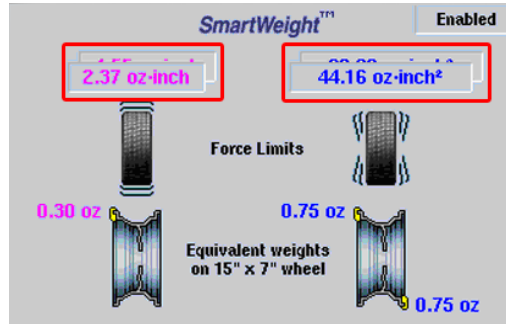 SmartWeight™
Enabled
2.37 oz·inch
44.16 oz·inch²
Force Limits
0.30 oz
0.75 oz
Equivalent weights
on 15" x 7" wheel
0.75 oz